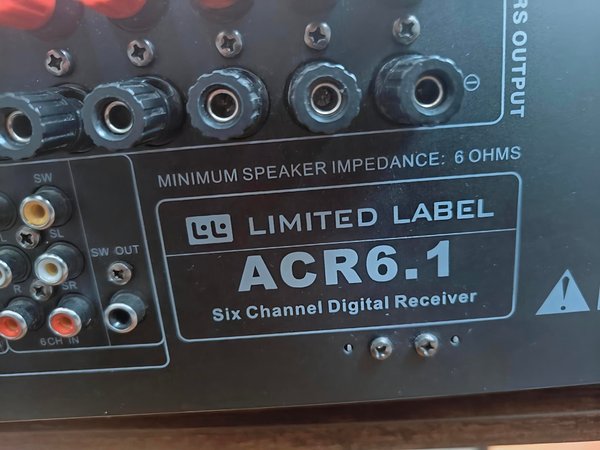 RS OUTPUT
MINIMUM SPEAKER IMPEDANCE: 6 OHMS
SW
SL
SW OUT
R
SR
6CH IN
LIMITED LABEL
ACR6.1
Six Channel Digital Receiver